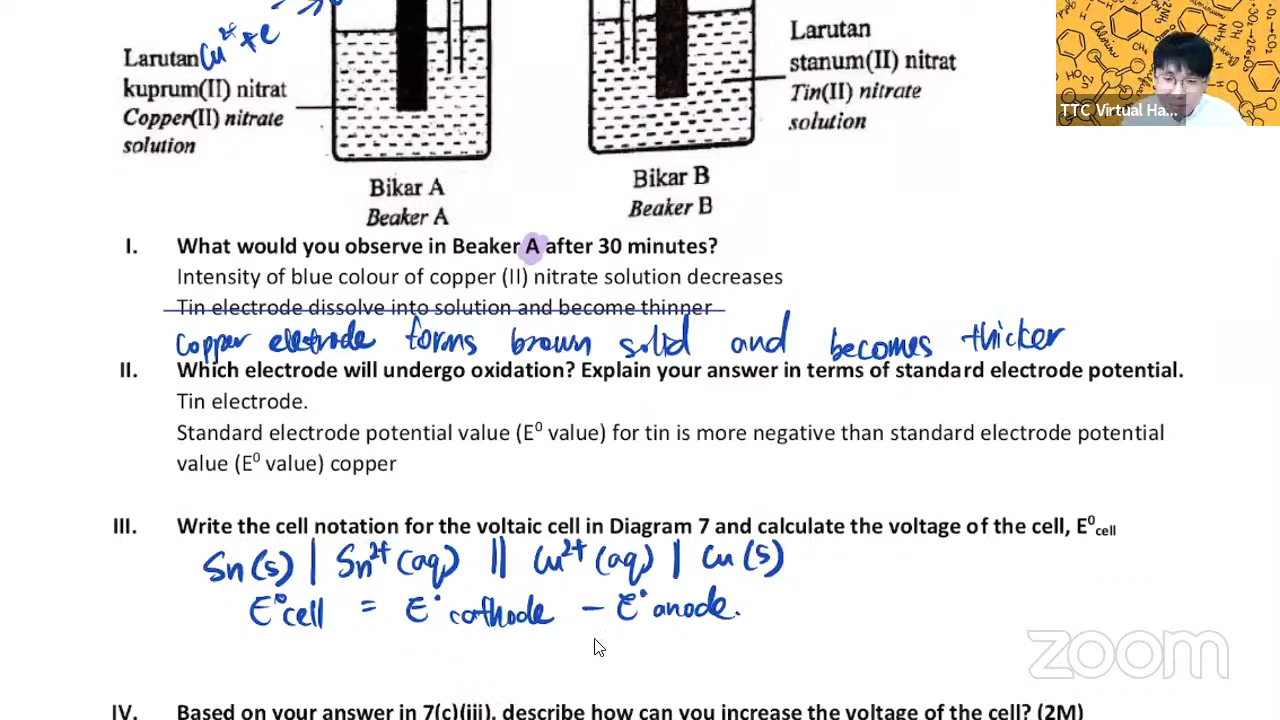 Larutan
Cu²⁺ + e
kuprum(II) nitrat
Copper(II) nitrate
solution
Larutan
stanum(II) nitrat
Tin(II) nitrate
solution
TTC Virtual Ha...
Bikar A
Beaker A
Bikar B
Beaker B
I. What would you observe in Beaker A after 30 minutes?
Intensity of blue colour of copper (II) nitrate solution decreases
Tin electrode dissolve into solution and become thinner
copper electrode forms brown solid and becomes thicker
II. Which electrode will undergo oxidation? Explain your answer in terms of standard electrode potential.
Tin electrode.
Standard electrode potential value (E⁰ value) for tin is more negative than standard electrode potential
value (E⁰ value) copper
III. Write the cell notation for the voltaic cell in Diagram 7 and calculate the voltage of the cell, E⁰cell
Sn(s) | Sn²⁺(aq) || Cu²⁺(aq) | Cu(s)
E°cell = E°cathode - E°anode.
zoom
IV. Based on your answer in 7(c)(iii), describe how can you increase the voltage of the cell? (2M)